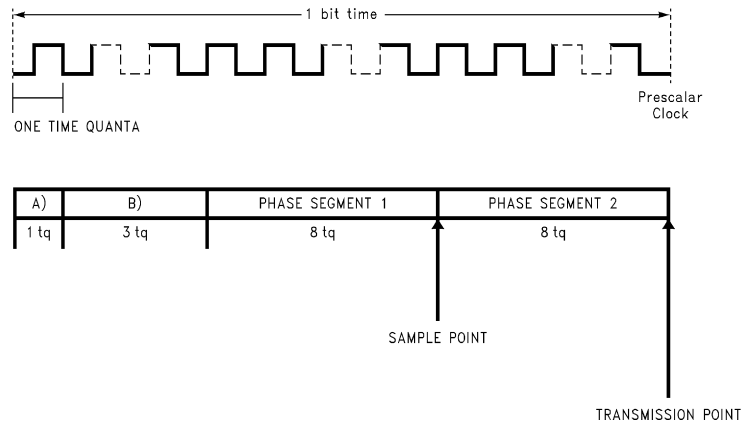 1 bit time
Prescalar
Clock
ONE TIME QUANTA
A) B) PHASE SEGMENT 1 PHASE SEGMENT 2
1 tq 3 tq 8 tq 8 tq
SAMPLE POINT
TRANSMISSION POINT